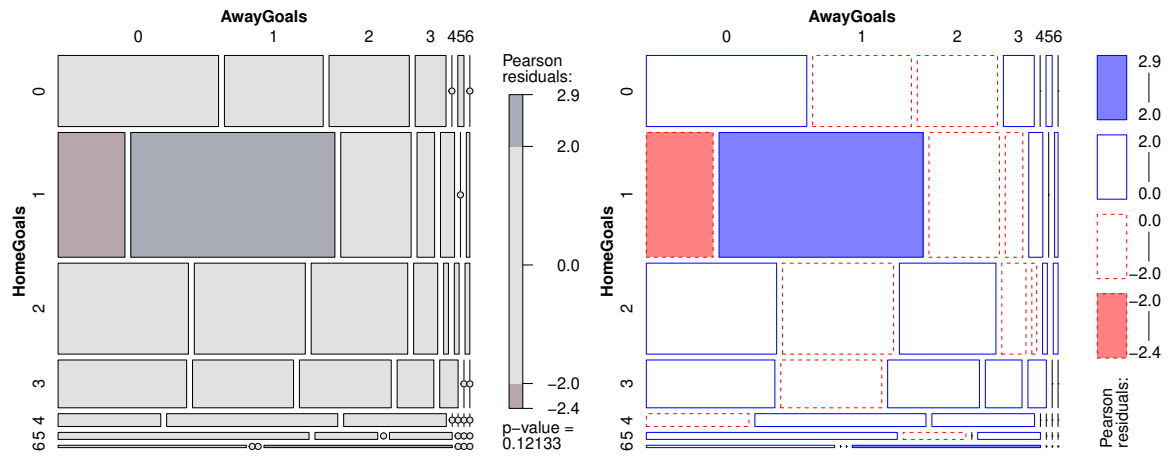 AwayGoals
0 1 2 3 456
HomeGoals
0
1
2
3
4
65
Pearson
residuals:
2.9
2.0
0.0
−2.0
−2.4
p−value =
0.12133
AwayGoals
0 1 2 3 456
HomeGoals
0
1
2
3
4
65
2.9
2.0
2.0
0.0
0.0
−2.0
−2.0
−2.4
Pearson
residuals: